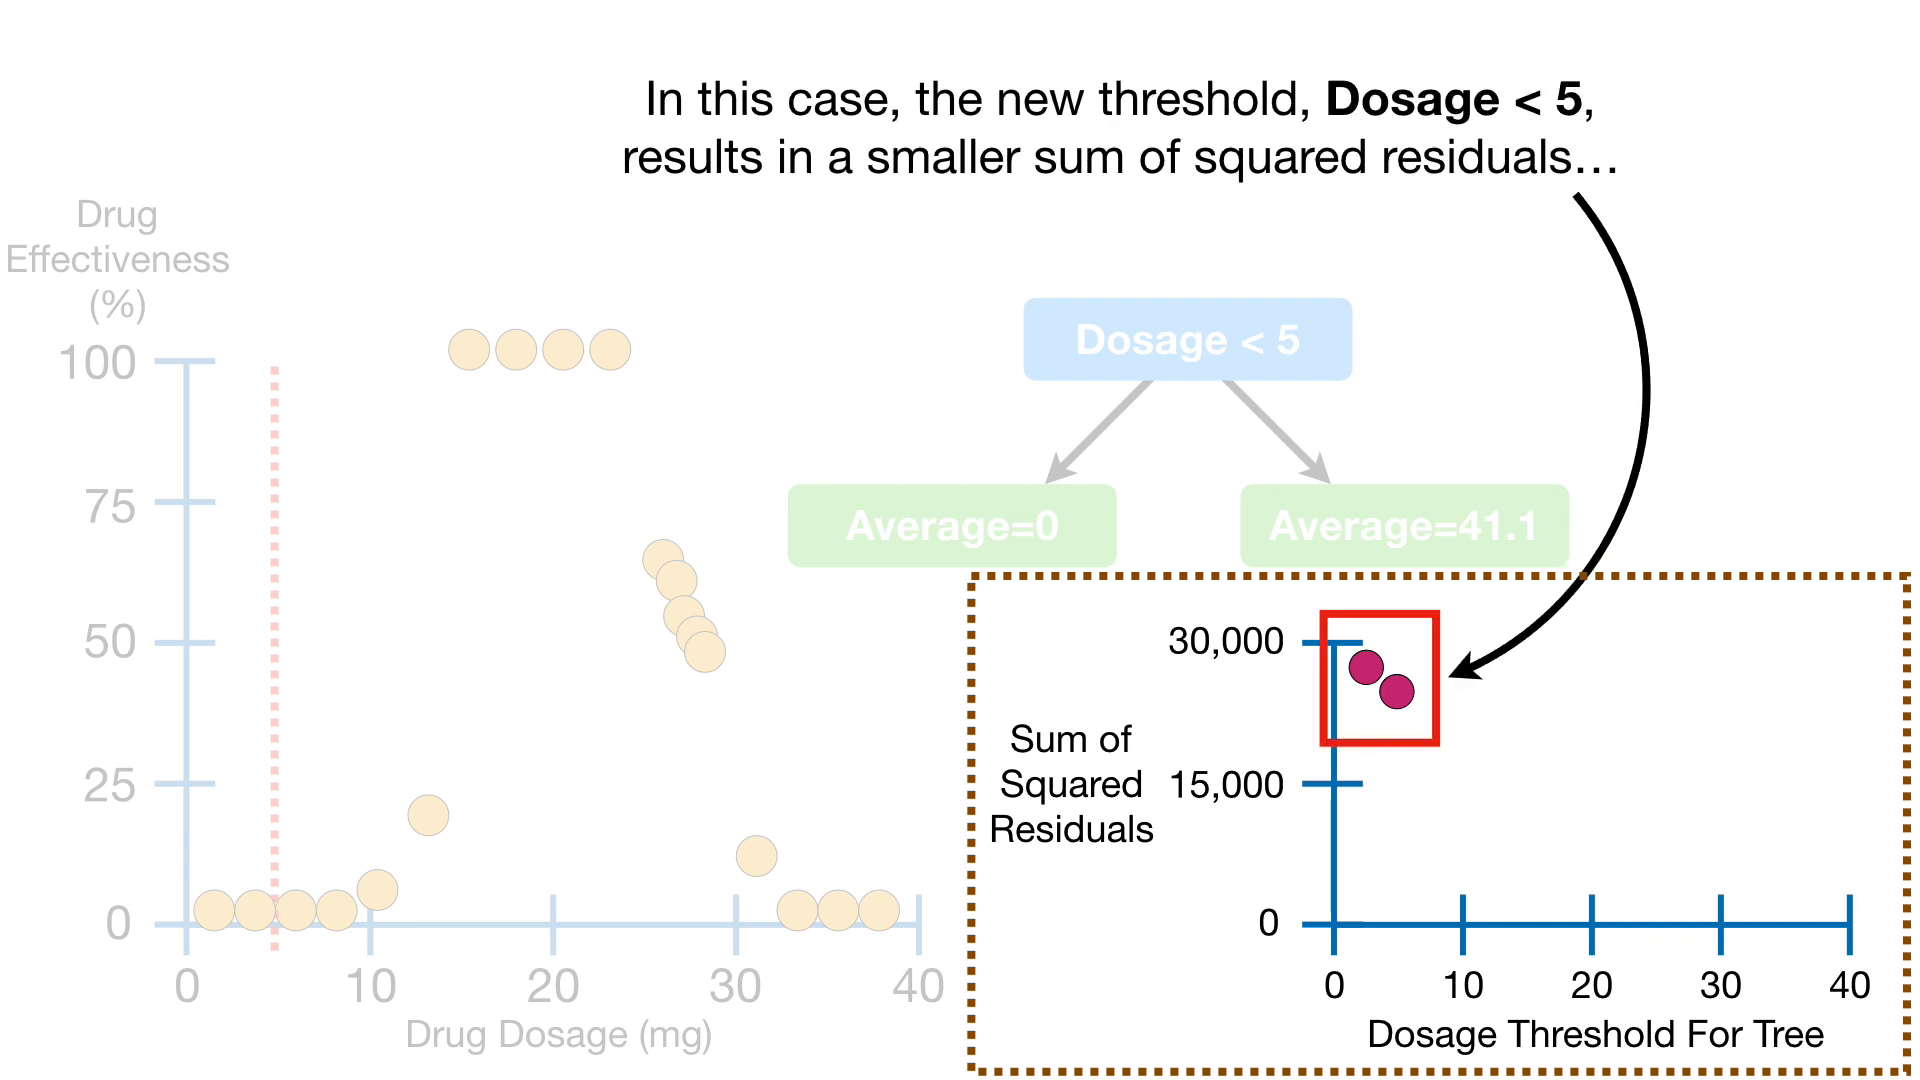 In this case, the new threshold, Dosage < 5,
results in a smaller sum of squared residuals…
Drug
Effectiveness
(%)
100
75
50
25
0
0 10 20 30 40
Drug Dosage (mg)
Dosage < 5
Average=0
Average=41.1
Sum of
Squared
Residuals
30,000
15,000
0
0 10 20 30 40
Dosage Threshold For Tree